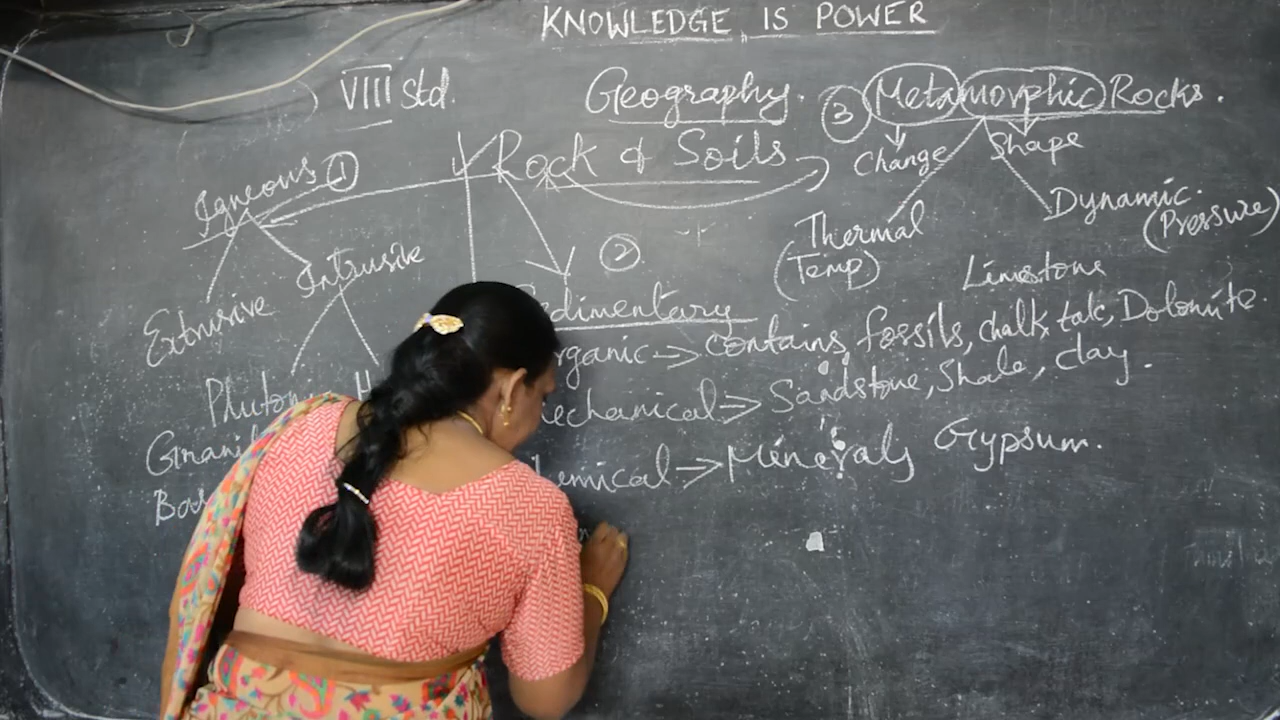 KNOWLEDGE IS POWER
VIII Std.
Geography.
③ Metamorphic Rocks.
Rock & Soils
Change
Shape
Igneous ①
Thermal
(Temp)
Dynamic
(Pressure)
②
Intrusive
Extrusive
Limestone
Sedimentary
contains fossils, chalk, talc, Dolomite.
Mechanical → Sandstone, Shale, clay.
→ Minerals Gypsum.